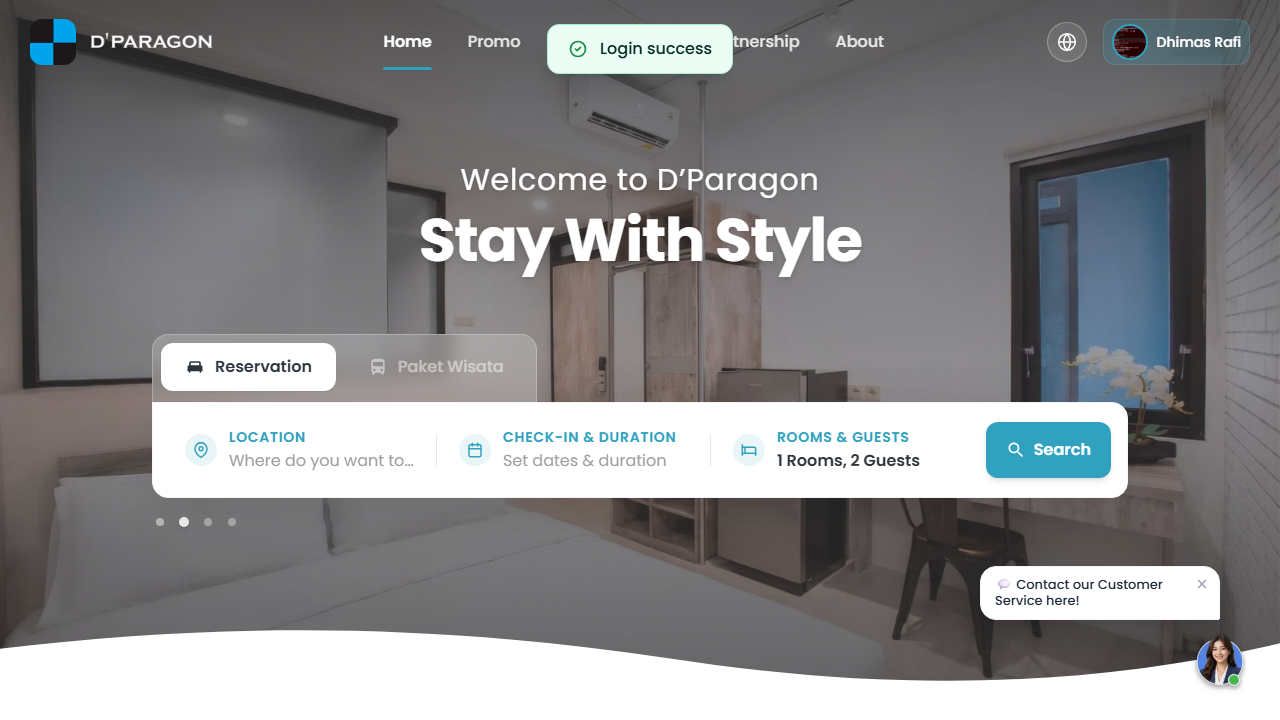 D'PARAGON
Home
Promo
Login success
tnership
About
Dhimas Rafi
Welcome to D’Paragon
Stay With Style
Reservation
Paket Wisata
LOCATION
Where do you want to...
CHECK-IN & DURATION
Set dates & duration
ROOMS & GUESTS
1 Rooms, 2 Guests
Search
Contact our Customer
Service here!